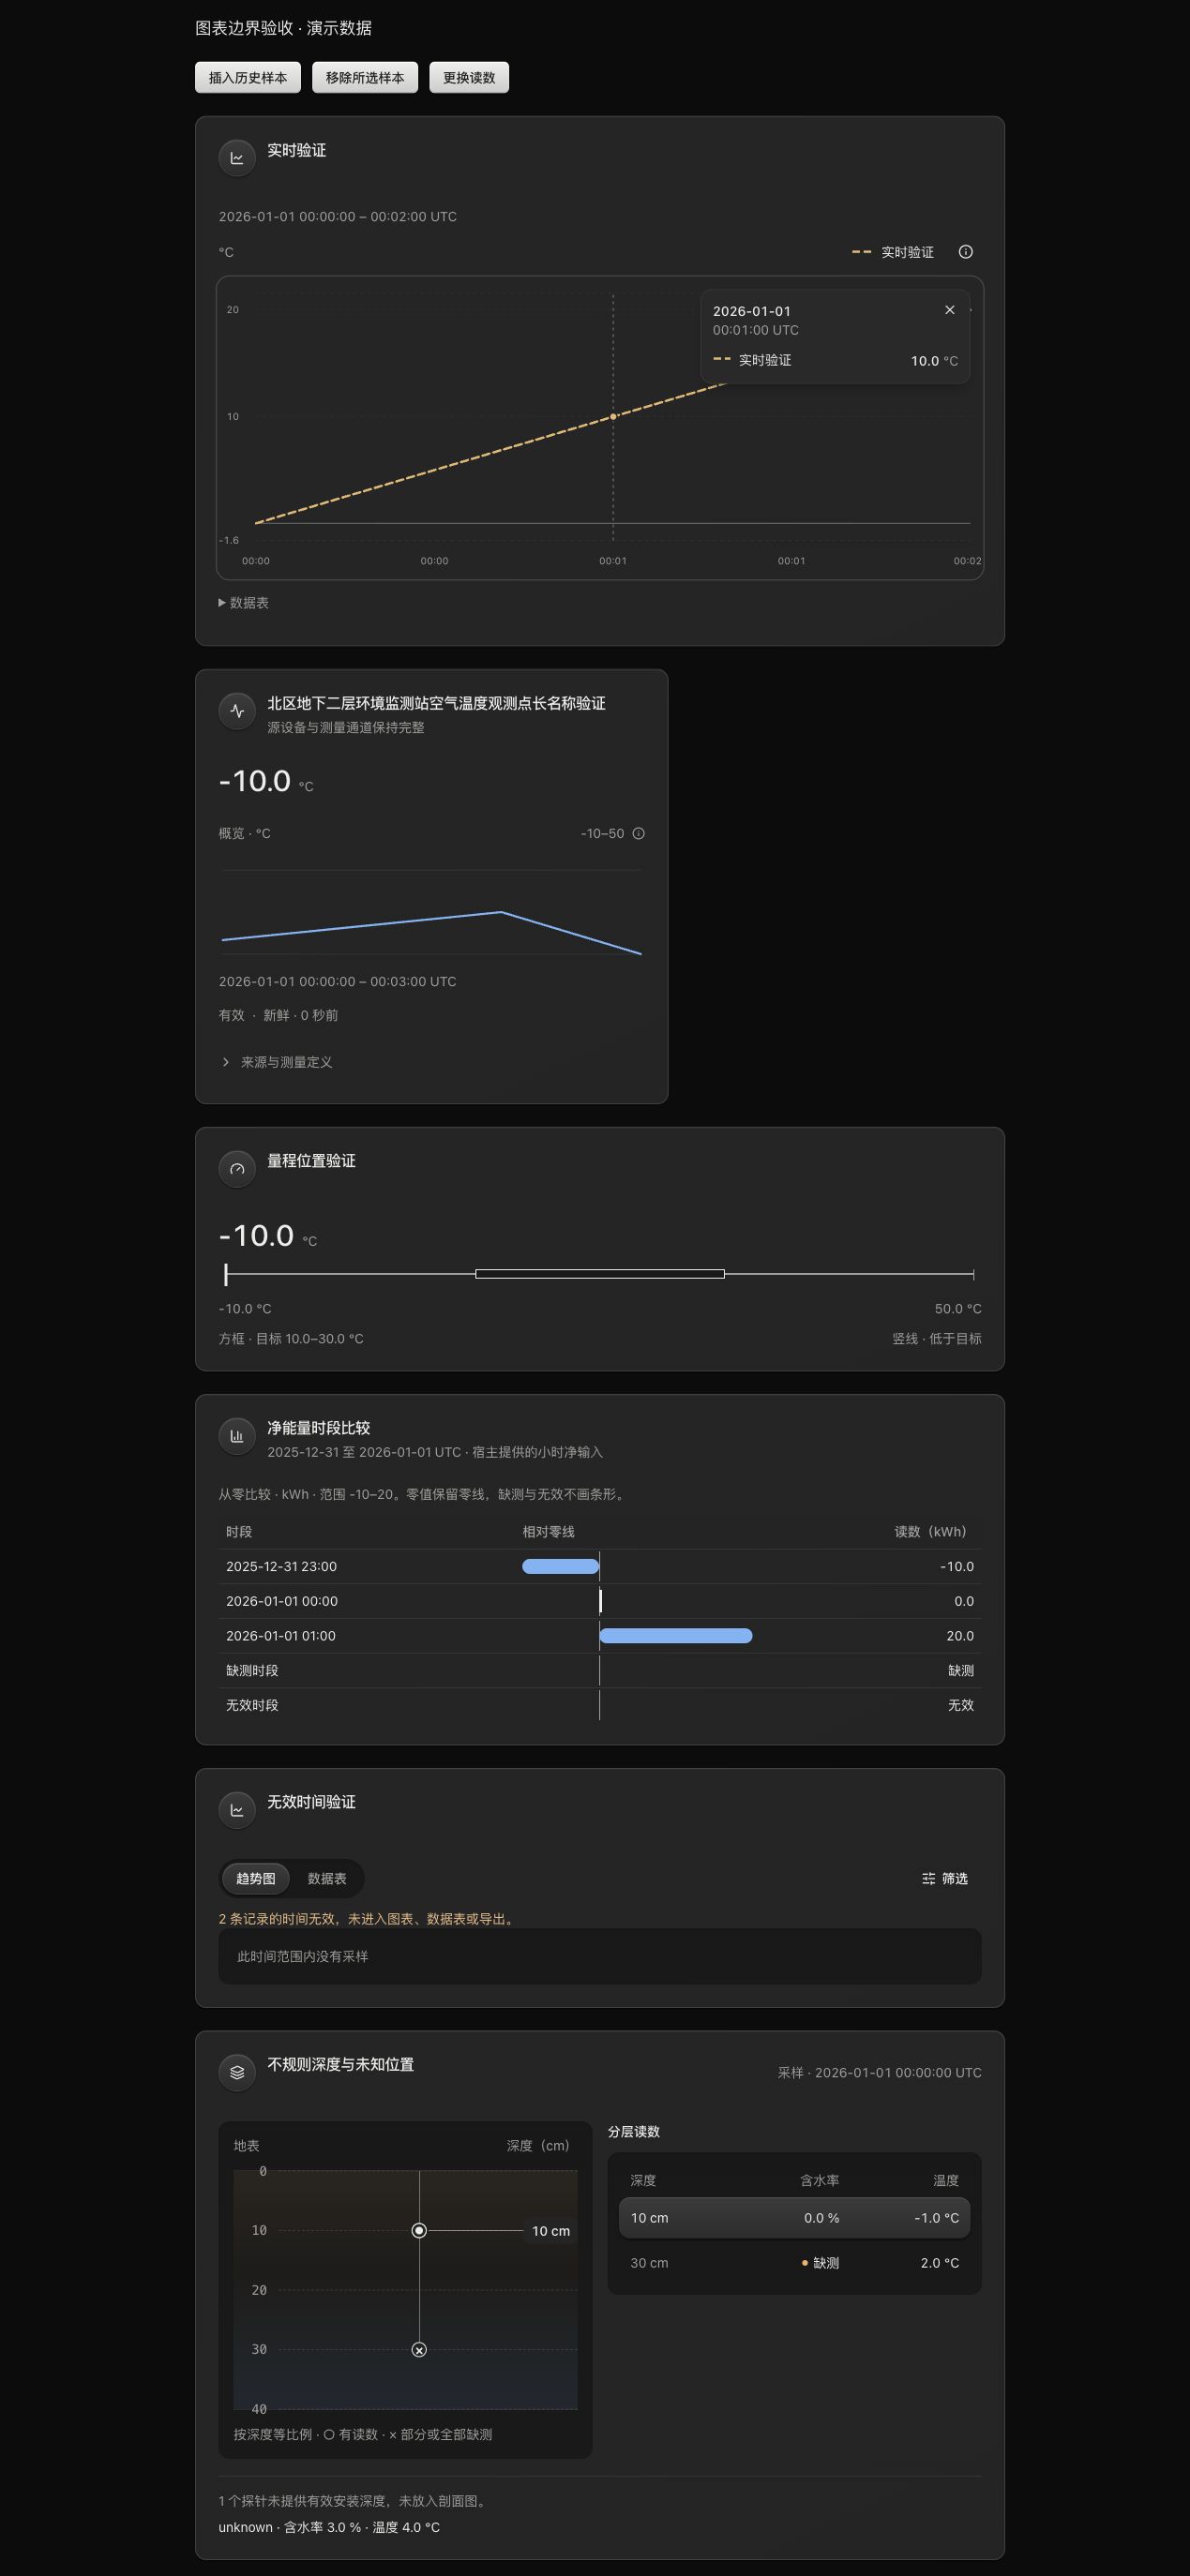 图表边界验收 · 演示数据
插入历史样本 移除所选样本 更换读数
实时验证
2026-01-01 00:00:00 – 00:02:00 UTC
°C 实时验证
2026-01-01
00:01:00 UTC
实时验证 10.0 °C
20
10
-1.6
00:00 00:00 00:01 00:01 00:02
数据表
北区地下二层环境监测站空气温度观测点长名称验证
源设备与测量通道保持完整
-10.0 °C
概览 · °C -10–50
2026-01-01 00:00:00 – 00:03:00 UTC
有效 · 新鲜 · 0 秒前
来源与测量定义
量程位置验证
-10.0 °C
-10.0 °C 50.0 °C
方框 · 目标 10.0–30.0 °C 竖线 · 低于目标
净能量时段比较
2025-12-31 至 2026-01-01 UTC · 宿主提供的小时净输入
从零比较 · kWh · 范围 -10–20。零值保留零线，缺测与无效不画条形。
时段 相对零线 读数（kWh）
2025-12-31 23:00 -10.0
2026-01-01 00:00 0.0
2026-01-01 01:00 20.0
缺测时段 缺测
无效时段 无效
无效时间验证
趋势图 数据表 筛选
2 条记录的时间无效，未进入图表、数据表或导出。
此时间范围内没有采样
不规则深度与未知位置
采样 · 2026-01-01 00:00:00 UTC
地表 深度（cm）
0
10 10 cm
20
30
40
按深度等比例 · ○ 有读数 · × 部分或全部缺测
分层读数
深度 含水率 温度
10 cm 0.0 % -1.0 °C
30 cm 缺测 2.0 °C
1 个探针未提供有效安装深度，未放入剖面图。
unknown · 含水率 3.0 % · 温度 4.0 °C